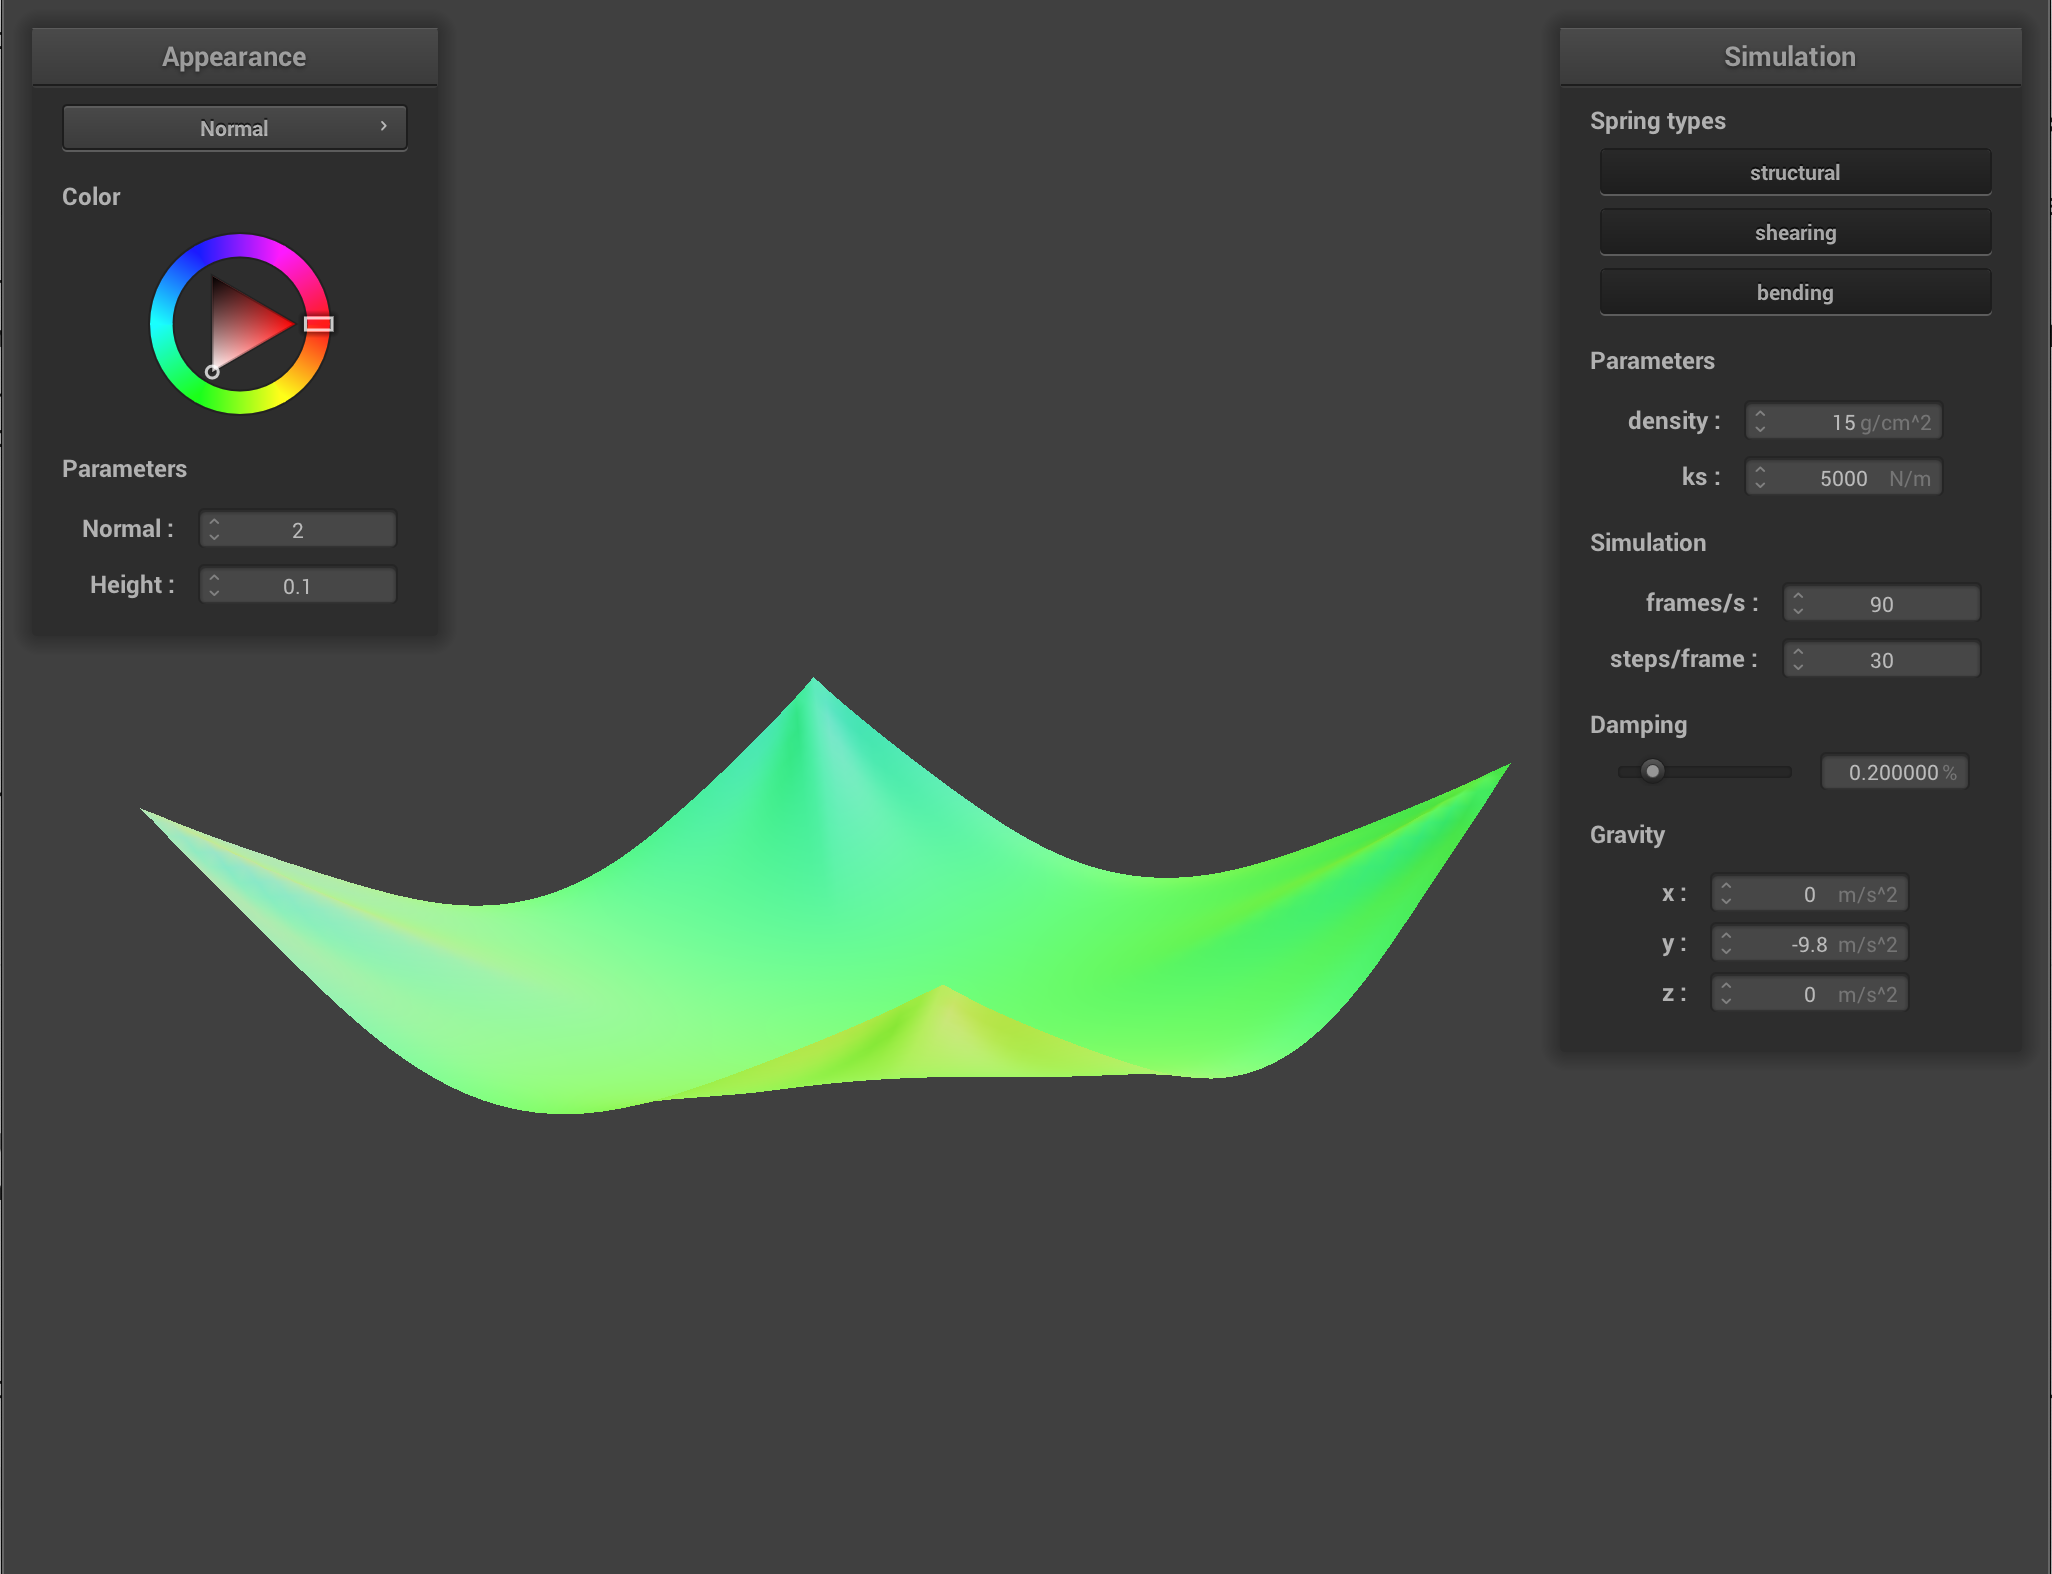 Appearance
Normal
Color
Parameters
Normal : 2
Height : 0.1
Simulation
Spring types
structural
shearing
bending
Parameters
density : 15 g/cm^2
ks : 5000 N/m
Simulation
frames/s : 90
steps/frame : 30
Damping
0.200000 %
Gravity
x : 0 m/s^2
y : -9.8 m/s^2
z : 0 m/s^2